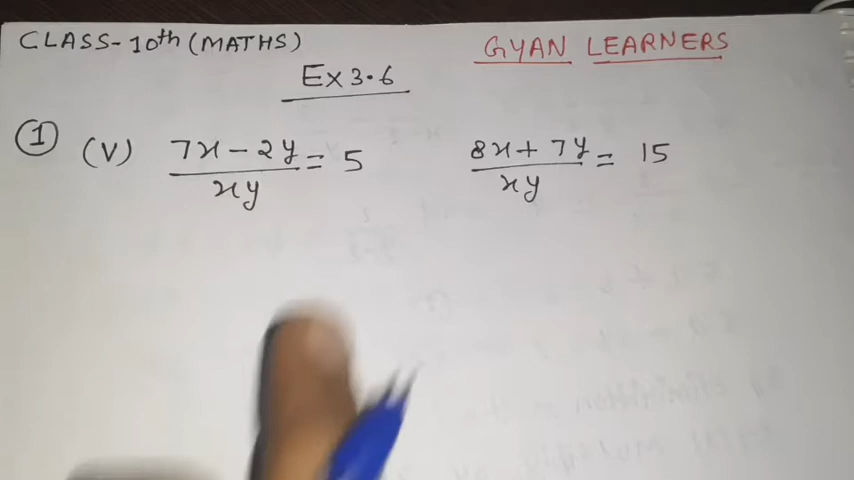 CLASS-10th (MATHS) GYAN LEARNERS
Ex 3.6
① (V) 7x - 2y / xy = 5 8x + 7y / xy = 15